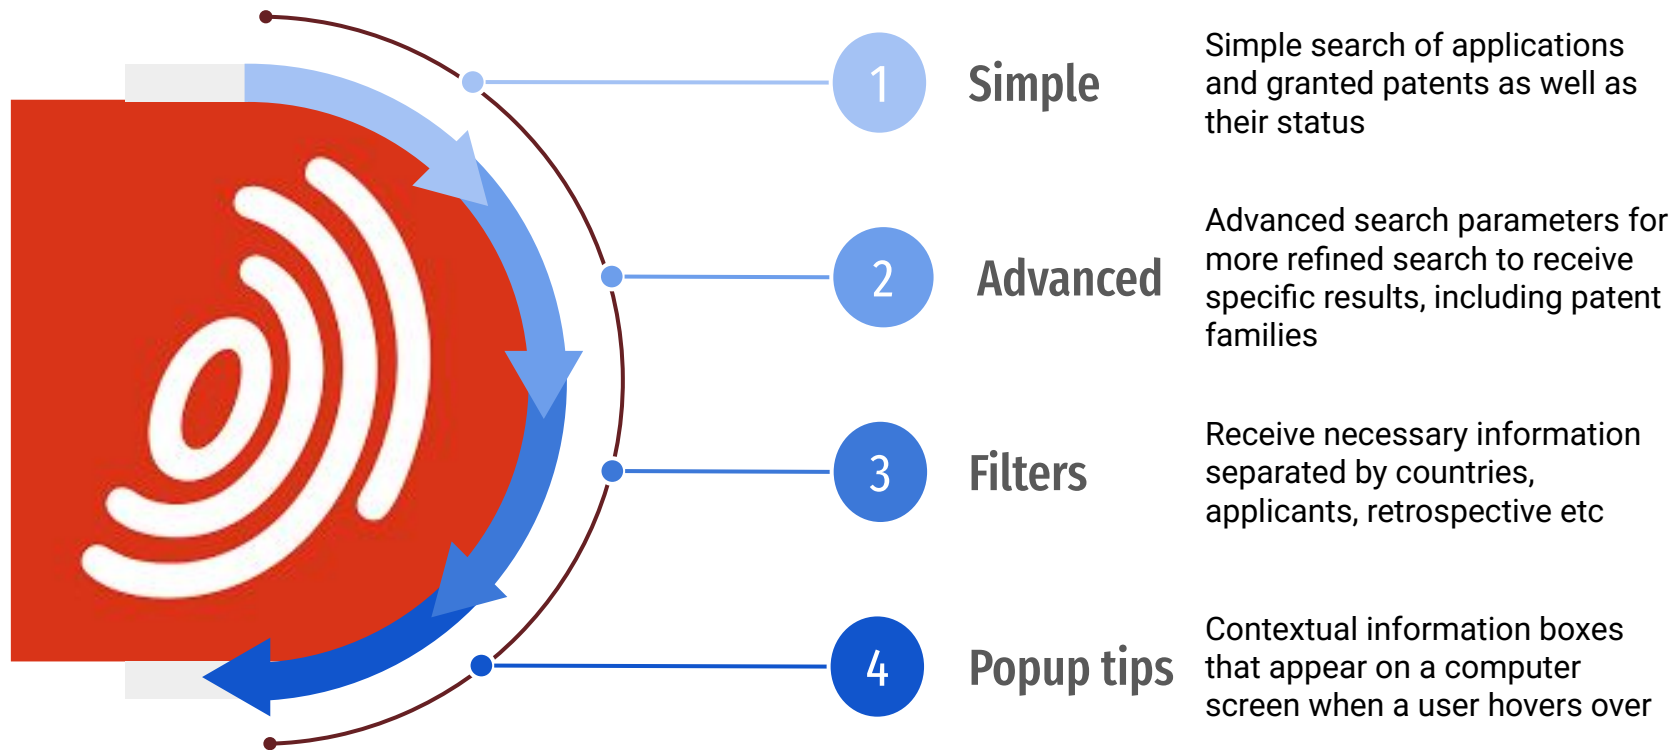 1
Simple
Simple search of applications
and granted patents as well as
their status
2
Advanced
Advanced search parameters for
more refined search to receive
specific results, including patent
families
3
Filters
Receive necessary information
separated by countries,
applicants, retrospective etc
4
Popup tips
Contextual information boxes
that appear on a computer
screen when a user hovers over